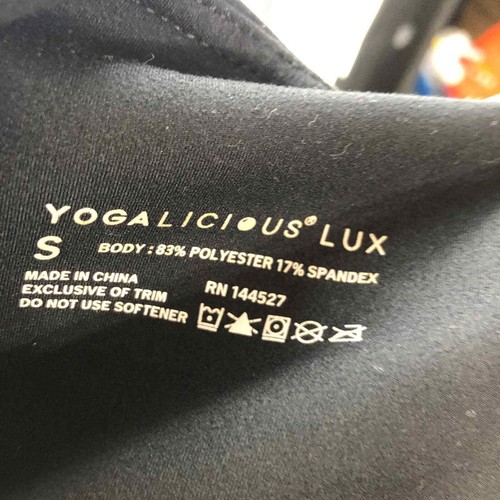 YOGALICIOUS® LUX
S
BODY : 83% POLYESTER 17% SPANDEX
MADE IN CHINA
EXCLUSIVE OF TRIM
RN 144527
DO NOT USE SOFTENER